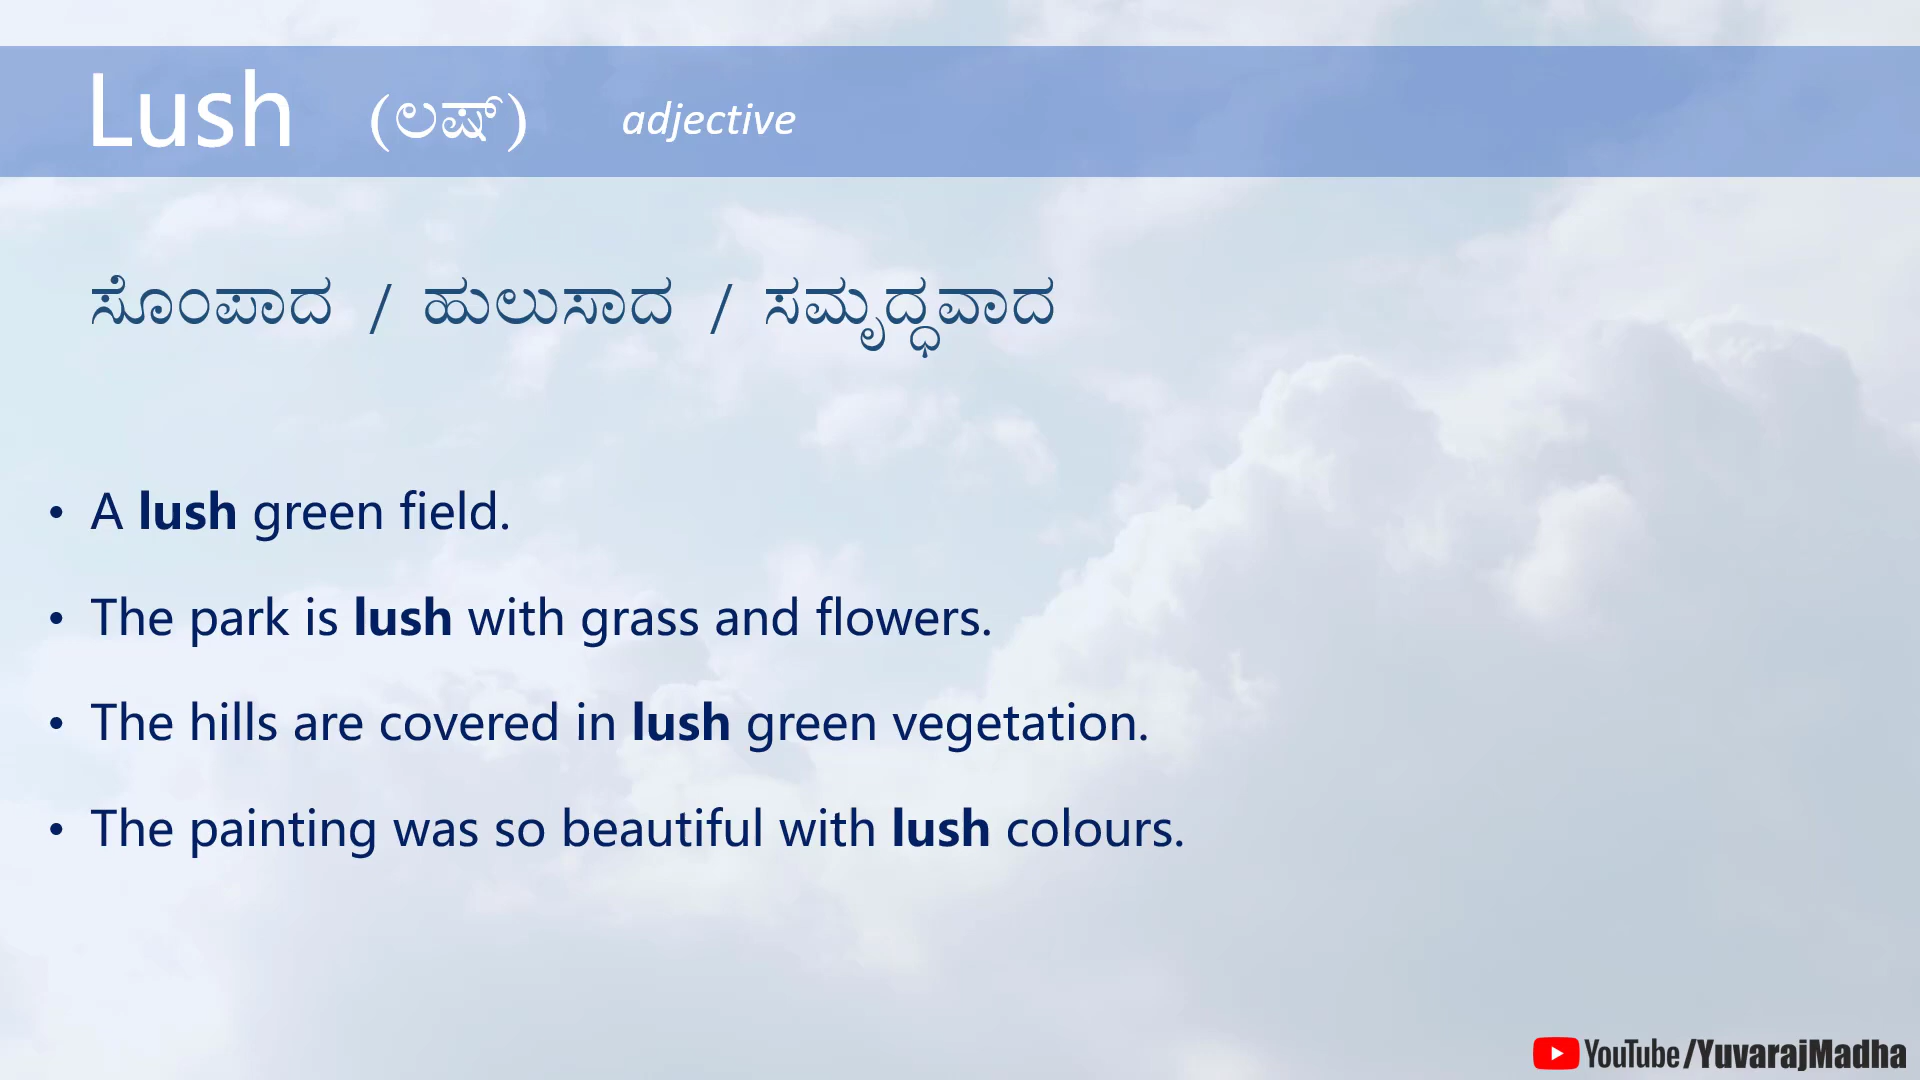 Lush (ಲಷ್) adjective
ಸೊಂಪಾದ / ಹುಲುಸಾದ / ಸಮೃದ್ಧವಾದ
• A lush green field.
• The park is lush with grass and flowers.
• The hills are covered in lush green vegetation.
• The painting was so beautiful with lush colours.
YouTube/YuvarajMadha